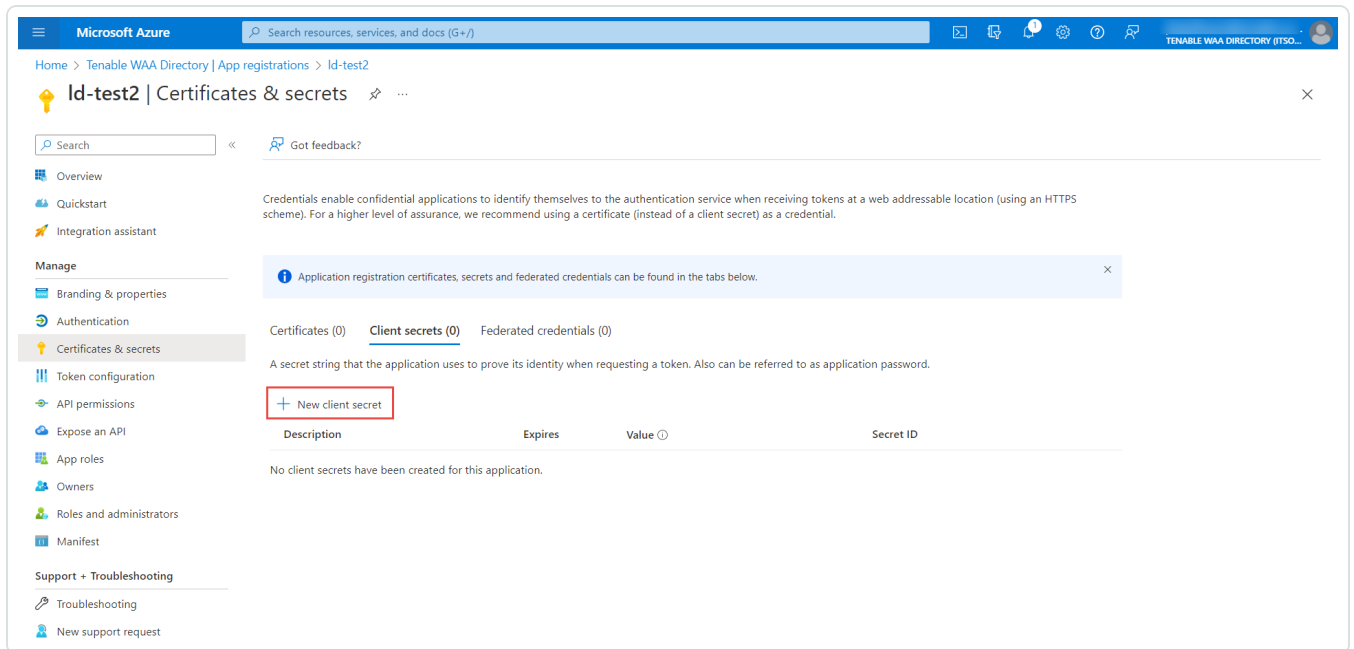 Microsoft Azure
Search resources, services, and docs (G+/)
1
TENABLE WAA DIRECTORY (ITSO...
Home > Tenable WAA Directory | App registrations > ld-test2
ld-test2 | Certificates & secrets
...
Search
«
Got feedback?
Overview
Quickstart
Integration assistant
Manage
Branding & properties
Authentication
Certificates & secrets
Token configuration
API permissions
Expose an API
App roles
Owners
Roles and administrators
Manifest
Support + Troubleshooting
Troubleshooting
New support request
Credentials enable confidential applications to identify themselves to the authentication service when receiving tokens at a web addressable location (using an HTTPS
scheme). For a higher level of assurance, we recommend using a certificate (instead of a client secret) as a credential.
Application registration certificates, secrets and federated credentials can be found in the tabs below.
Certificates (0) Client secrets (0) Federated credentials (0)
A secret string that the application uses to prove its identity when requesting a token. Also can be referred to as application password.
+ New client secret
Description Expires Value Secret ID
No client secrets have been created for this application.